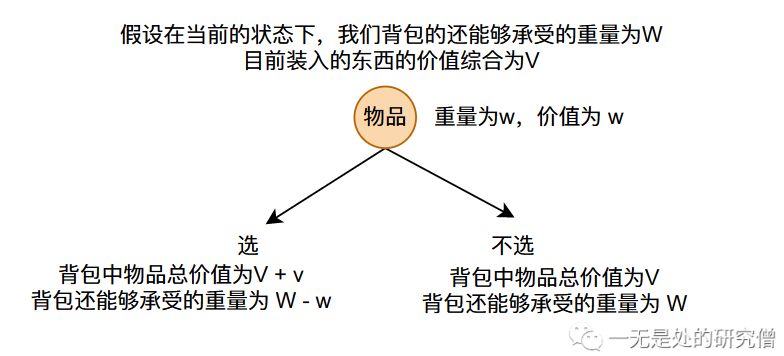 假设在当前的状态下，我们背包的还能够承受的重量为W
目前装入的东西的价值综合为V
物品
重量为w，价值为 w
选
背包中物品总价值为V + v
背包还能够承受的重量为 W - w
不选
背包中物品总价值为V
背包还能够承受的重量为 W
一无是处的研究僧